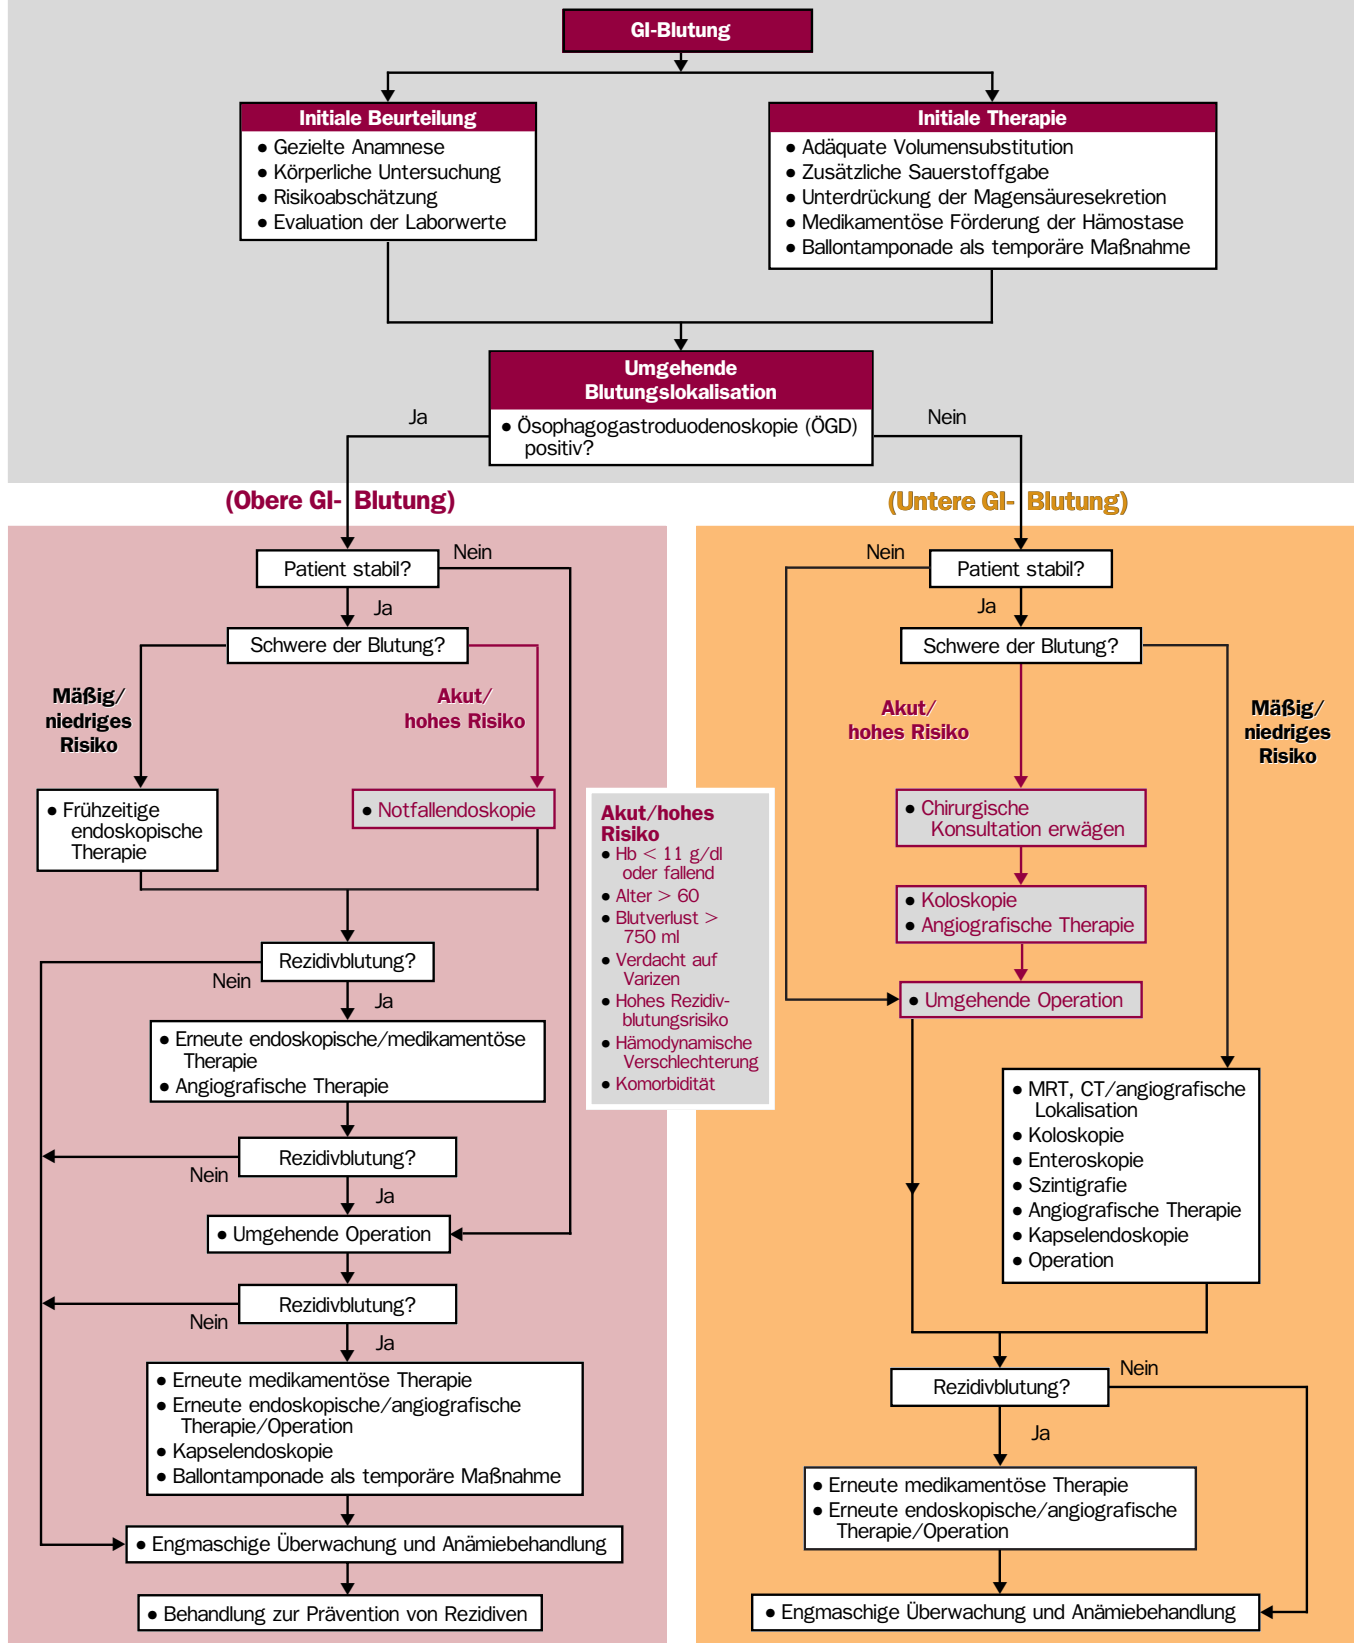 GI-Blutung
Initiale Beurteilung
● Gezielte Anamnese
● Körperliche Untersuchung
● Risikoabschätzung
● Evaluation der Laborwerte
Initiale Therapie
● Adäquate Volumensubstitution
● Zusätzliche Sauerstoffgabe
● Unterdrückung der Magensäuresekretion
● Medikamentöse Förderung der Hämostase
● Ballontamponade als temporäre Maßnahme
Umgehende
Blutungslokalisation
● Ösophagogastroduodenoskopie (ÖGD)
positiv?
Ja
Nein
(Obere GI- Blutung)
Patient stabil?
Nein
Ja
Schwere der Blutung?
Mäßig/
niedriges
Risiko
Akut/
hohes Risiko
● Frühzeitige
endoskopische
Therapie
● Notfallendoskopie
Rezidivblutung?
Nein
Ja
● Erneute endoskopische/medikamentöse
Therapie
● Angiografische Therapie
Rezidivblutung?
Nein
Ja
● Umgehende Operation
Rezidivblutung?
Nein
Ja
● Erneute medikamentöse Therapie
● Erneute endoskopische/angiografische
Therapie/Operation
● Kapselendoskopie
● Ballontamponade als temporäre Maßnahme
● Engmaschige Überwachung und Anämiebehandlung
● Behandlung zur Prävention von Rezidiven
Akut/hohes
Risiko
● Hb < 11 g/dl
oder fallend
● Alter > 60
● Blutverlust >
750 ml
● Verdacht auf
Varizen
● Hohes Rezidiv-
blutungsrisiko
● Hämodynamische
Verschlechterung
● Komorbidität
(Untere GI- Blutung)
Nein
Patient stabil?
Ja
Schwere der Blutung?
Akut/
hohes Risiko
Mäßig/
niedriges
Risiko
● Chirurgische
Konsultation erwägen
● Koloskopie
● Angiografische Therapie
● Umgehende Operation
● MRT, CT/angiografische
Lokalisation
● Koloskopie
● Enteroskopie
● Szintigrafie
● Angiografische Therapie
● Kapselendoskopie
● Operation
Rezidivblutung?
Nein
Ja
● Erneute medikamentöse Therapie
● Erneute endoskopische/angiografische
Therapie/Operation
● Engmaschige Überwachung und Anämiebehandlung